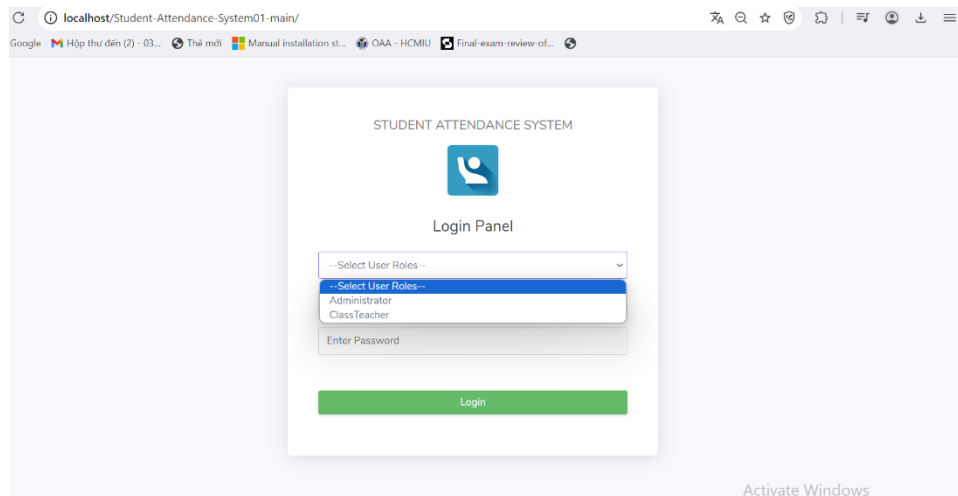 localhost/Student-Attendance-System01-main/
Google Hộp thư đến (2) - 03... Thẻ mới Manual installation st... OAA - HCMIU Final-exam-review-of...
STUDENT ATTENDANCE SYSTEM
Login Panel
--Select User Roles--
--Select User Roles--
Administrator
ClassTeacher
Enter Password
Login
Activate Windows